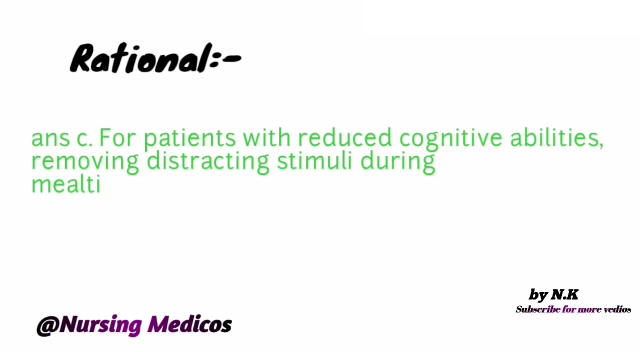 Rational:-
ans c. For patients with reduced cognitive abilities,
removing distracting stimuli during
mealti
by N.K
Subscribe for more vedios
@Nursing Medicos